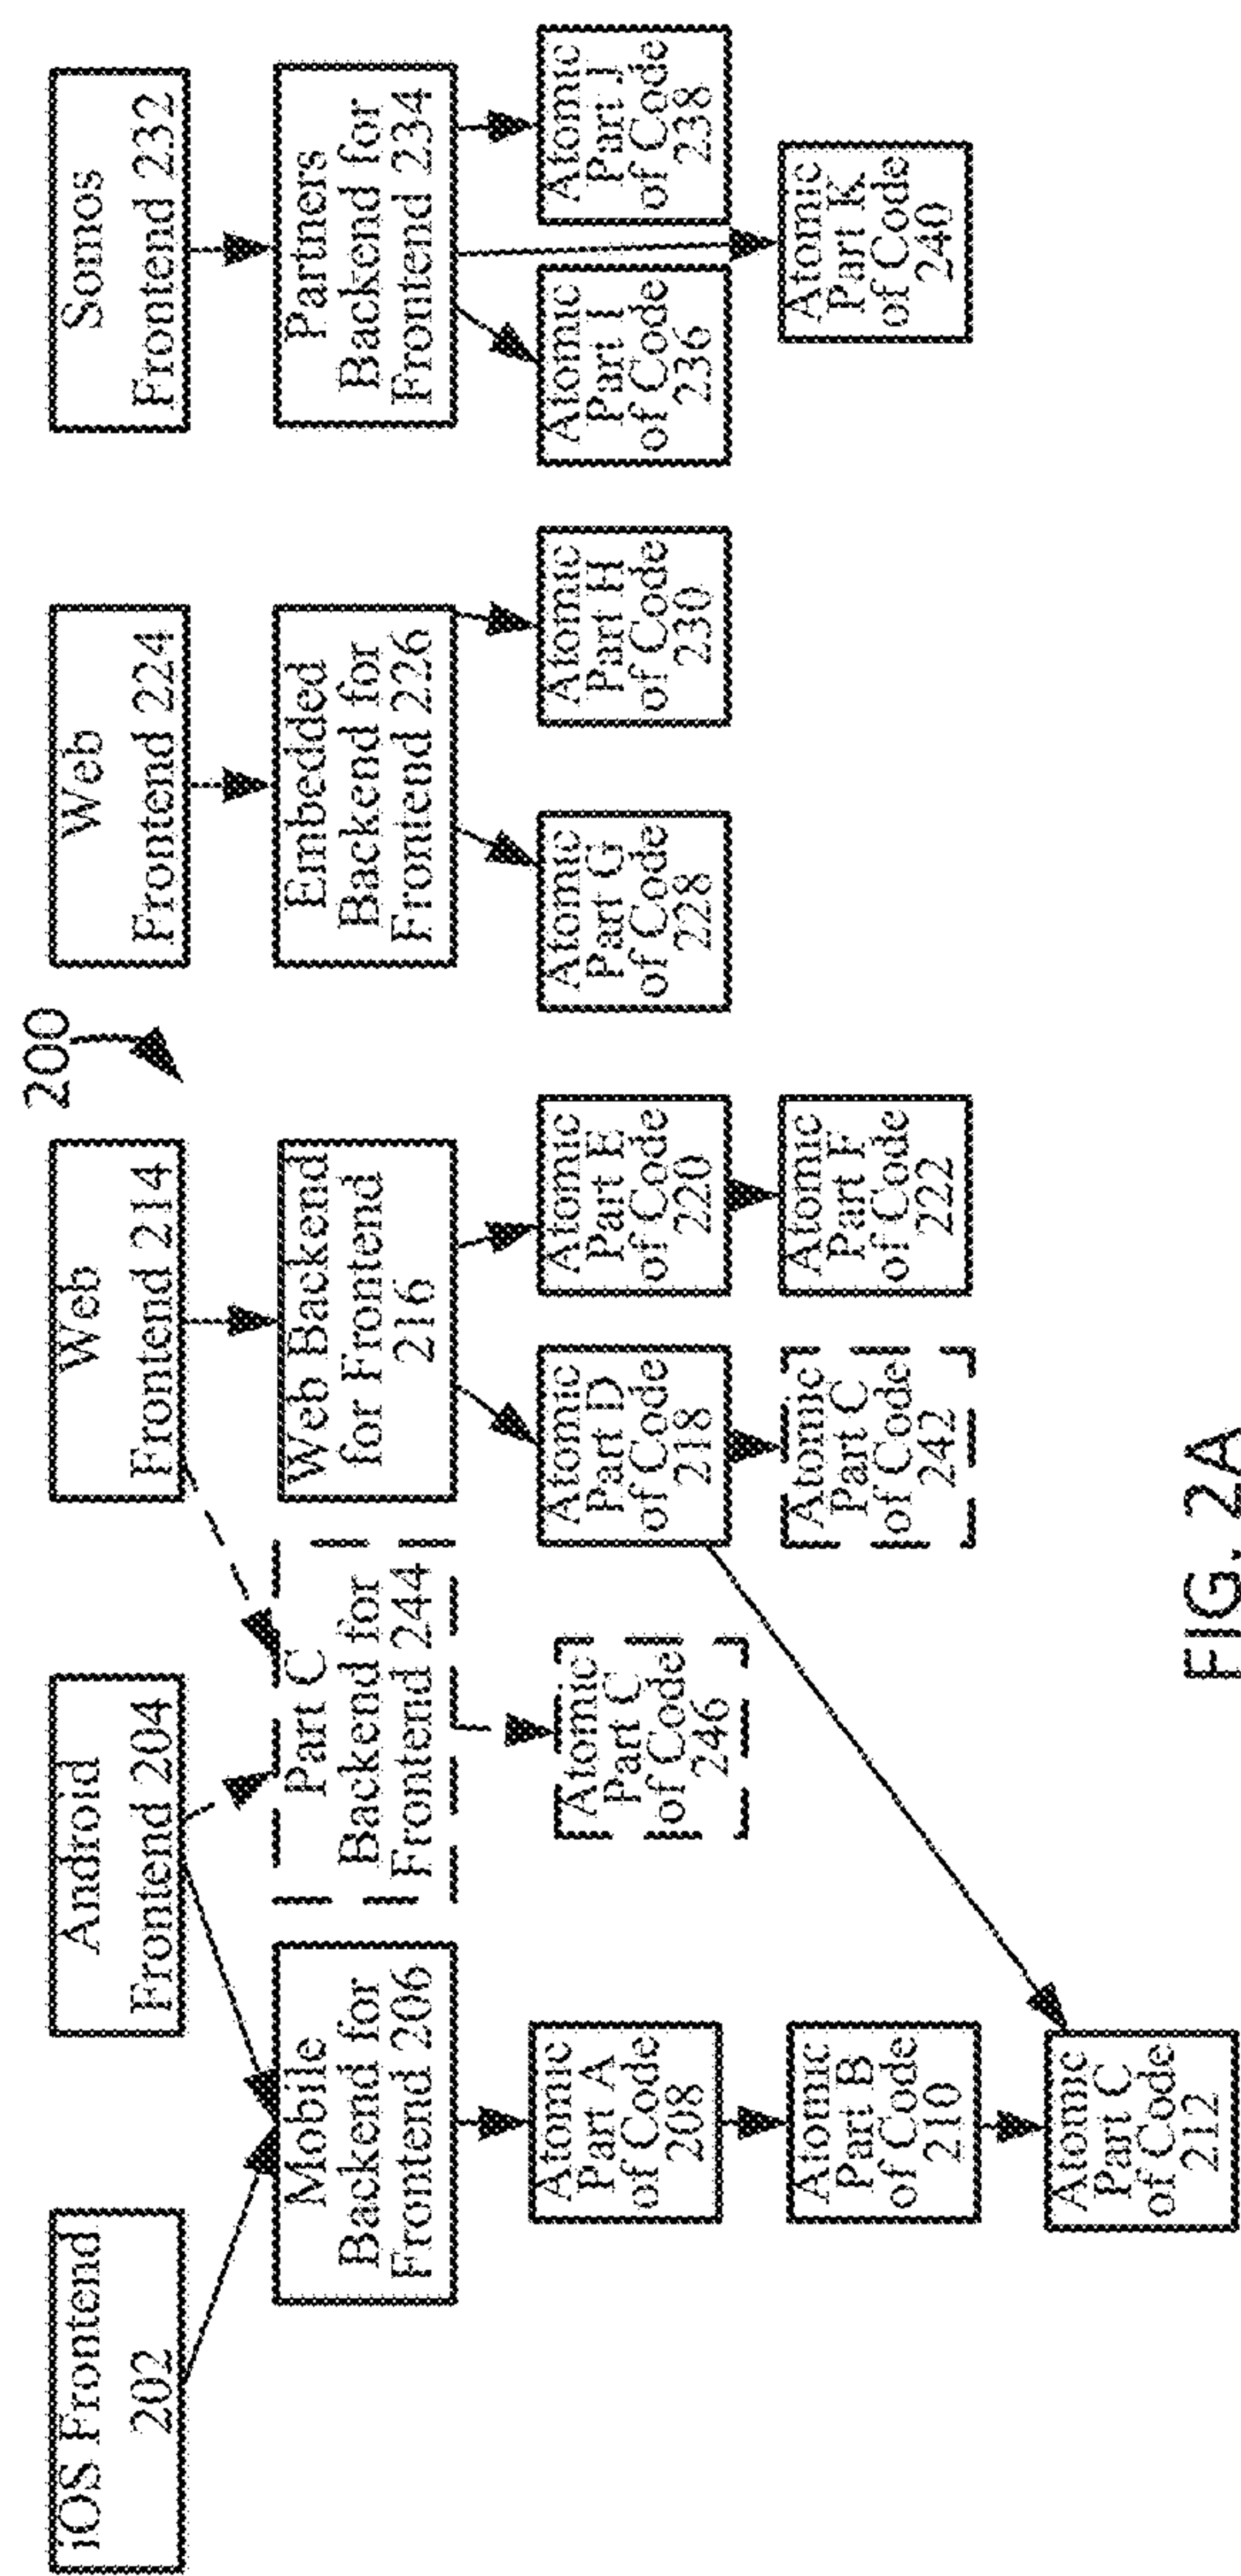 200
iOS Frontend
202
Android
Frontend 204
Web
Frontend 214
Web
Frontend 224
Somos
Frontend 232
Mobile
Backend for
Frontend 206
Part C
Backend for
Frontend 244
Web Backend
for Frontend
216
Embedded
Backend for
Frontend 226
Partners
Backend for
Frontend 234
Atomic
Part A
of Code
208
Atomic
Part C
of Code
246
Atomic
Part D
of Code
218
Atomic
Part E
of Code
220
Atomic
Part G
of Code
228
Atomic
Part H
of Code
230
Atomic
Part I
of Code
236
Atomic
Part J
of Code
238
Atomic
Part B
of Code
210
Atomic
Part C
of Code
242
Atomic
Part F
of Code
222
Atomic
Part K
of Code
240
Atomic
Part C
of Code
212
FIG. 2A